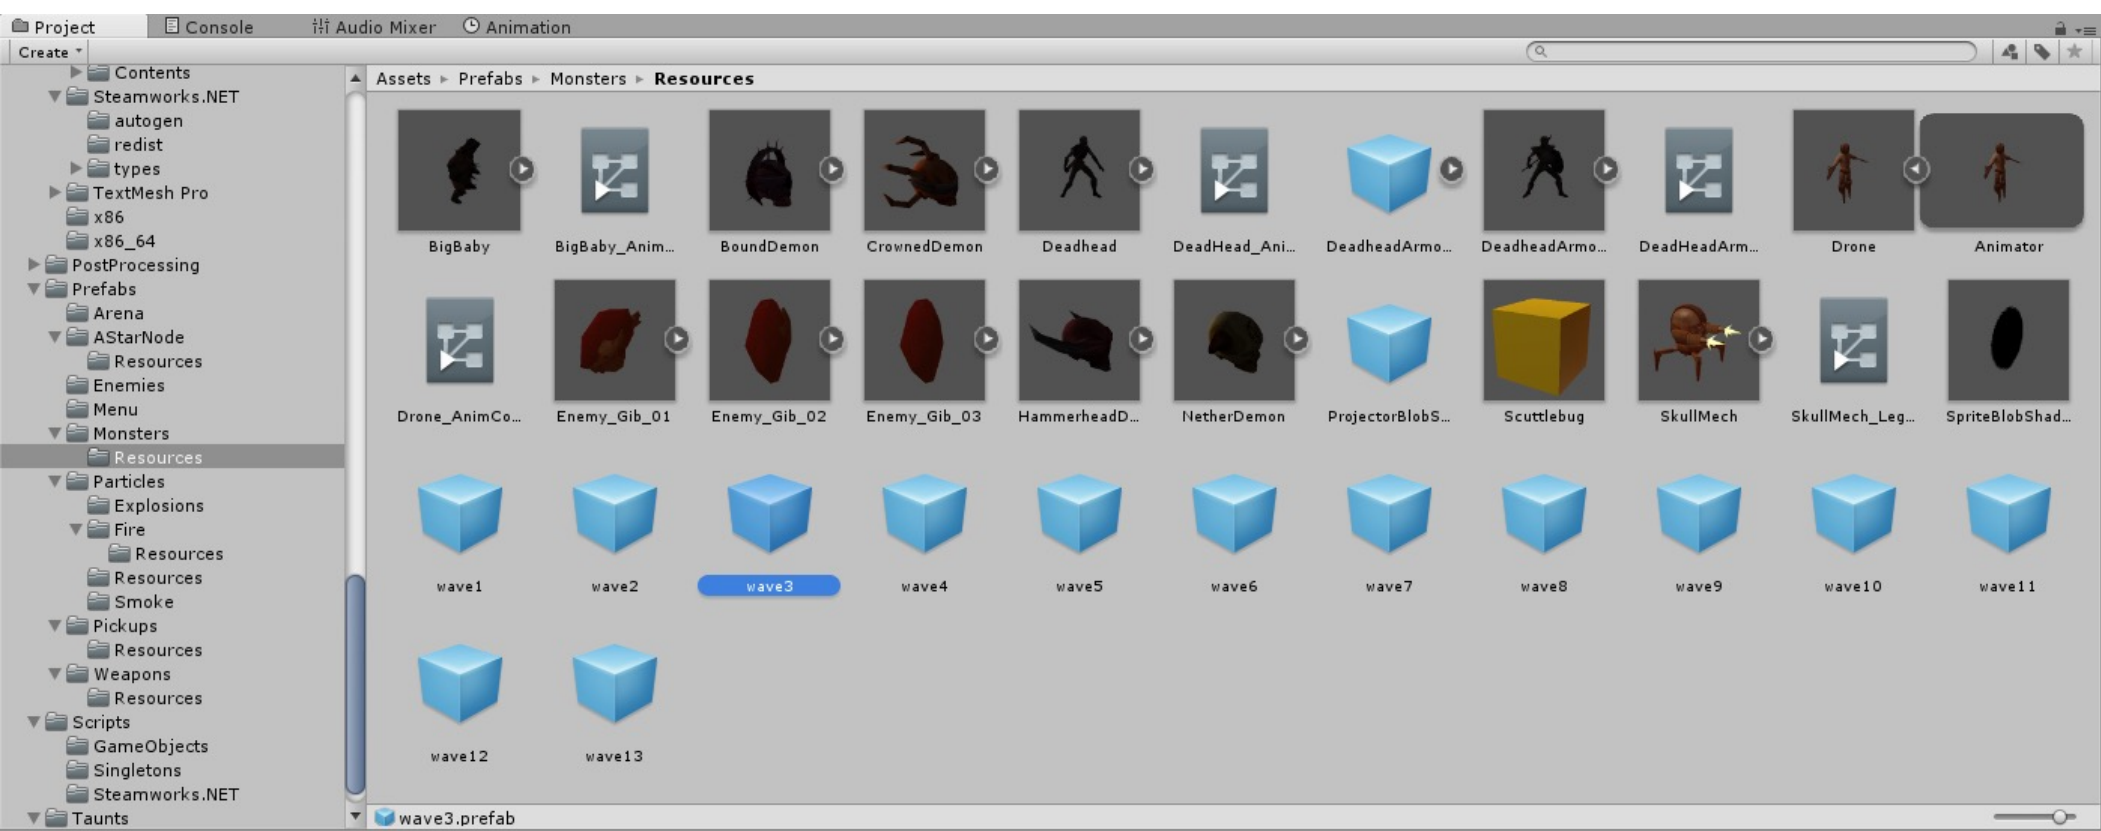 Project Console Audio Mixer Animation
Create
Contents
Steamworks.NET
autogen
redist
types
TextMesh Pro
x86
x86_64
PostProcessing
Prefabs
Arena
AStarNode
Resources
Enemies
Menu
Monsters
Resources
Particles
Explosions
Fire
Resources
Resources
Smoke
Pickups
Resources
Weapons
Resources
Scripts
GameObjects
Singletons
Steamworks.NET
Taunts
Assets Prefabs Monsters Resources
BigBaby BigBaby_Anim... BoundDemon CrownedDemon Deadhead DeadHead_Ani... DeadheadArmo... DeadheadArmo... DeadHeadArm... Drone Animator
Drone_AnimCo... Enemy_Gib_01 Enemy_Gib_02 Enemy_Gib_03 HammerheadD... NetherDemon ProjectorBlobS... Scuttlebug SkullMech SkullMech_Leg... SpriteBlobShad...
wave1 wave2 wave3 wave4 wave5 wave6 wave7 wave8 wave9 wave10 wave11
wave12 wave13
wave3.prefab